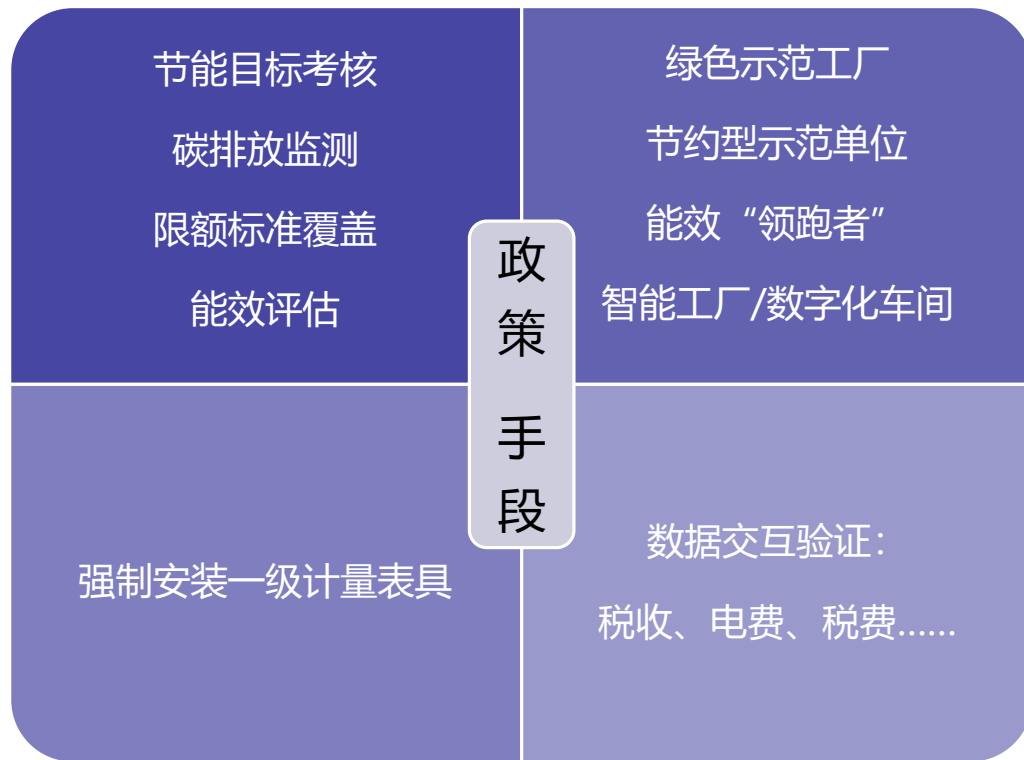 节能目标考核
碳排放监测
限额标准覆盖
能效评估
绿色示范工厂
节约型示范单位
能效“领跑者”
智能工厂/数字化车间
政
策
手
段
强制安装一级计量表具
数据交互验证：
税收、电费、税费……